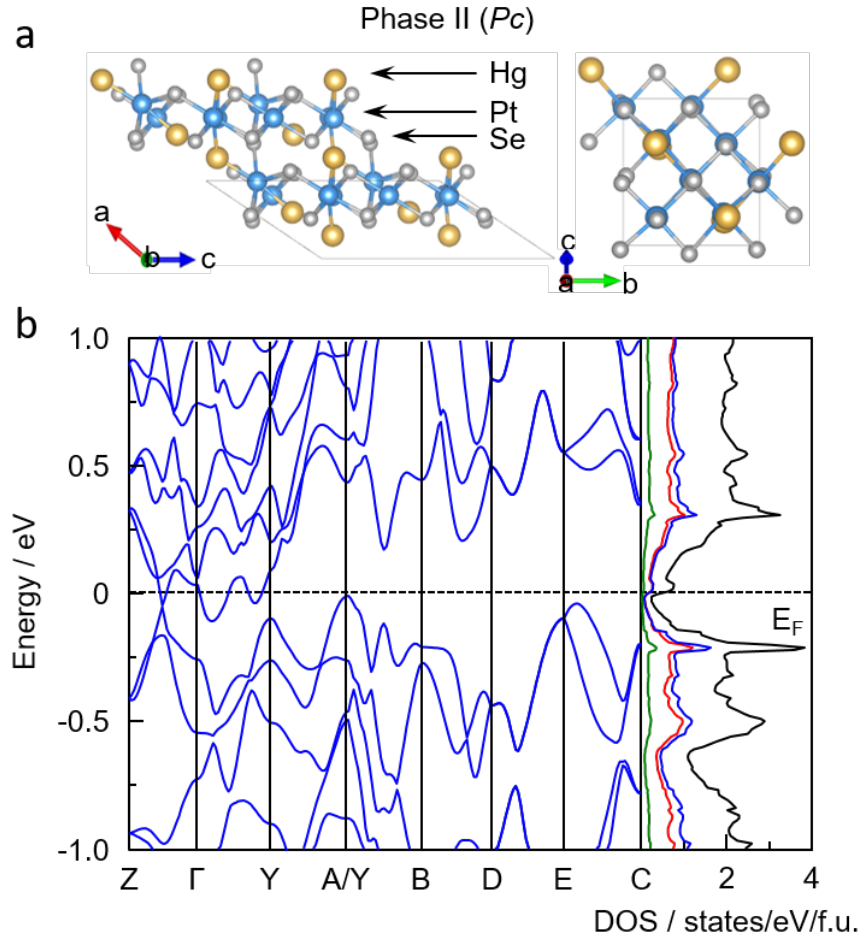 Phase II (Pc)
a
Hg
Pt
Se
a
b
c
c
a
b
b
1.0
0.5
0
-0.5
-1.0
Energy / eV
E_F
Z Γ Y A/Y B D E C 2 4
DOS / states/eV/f.u.